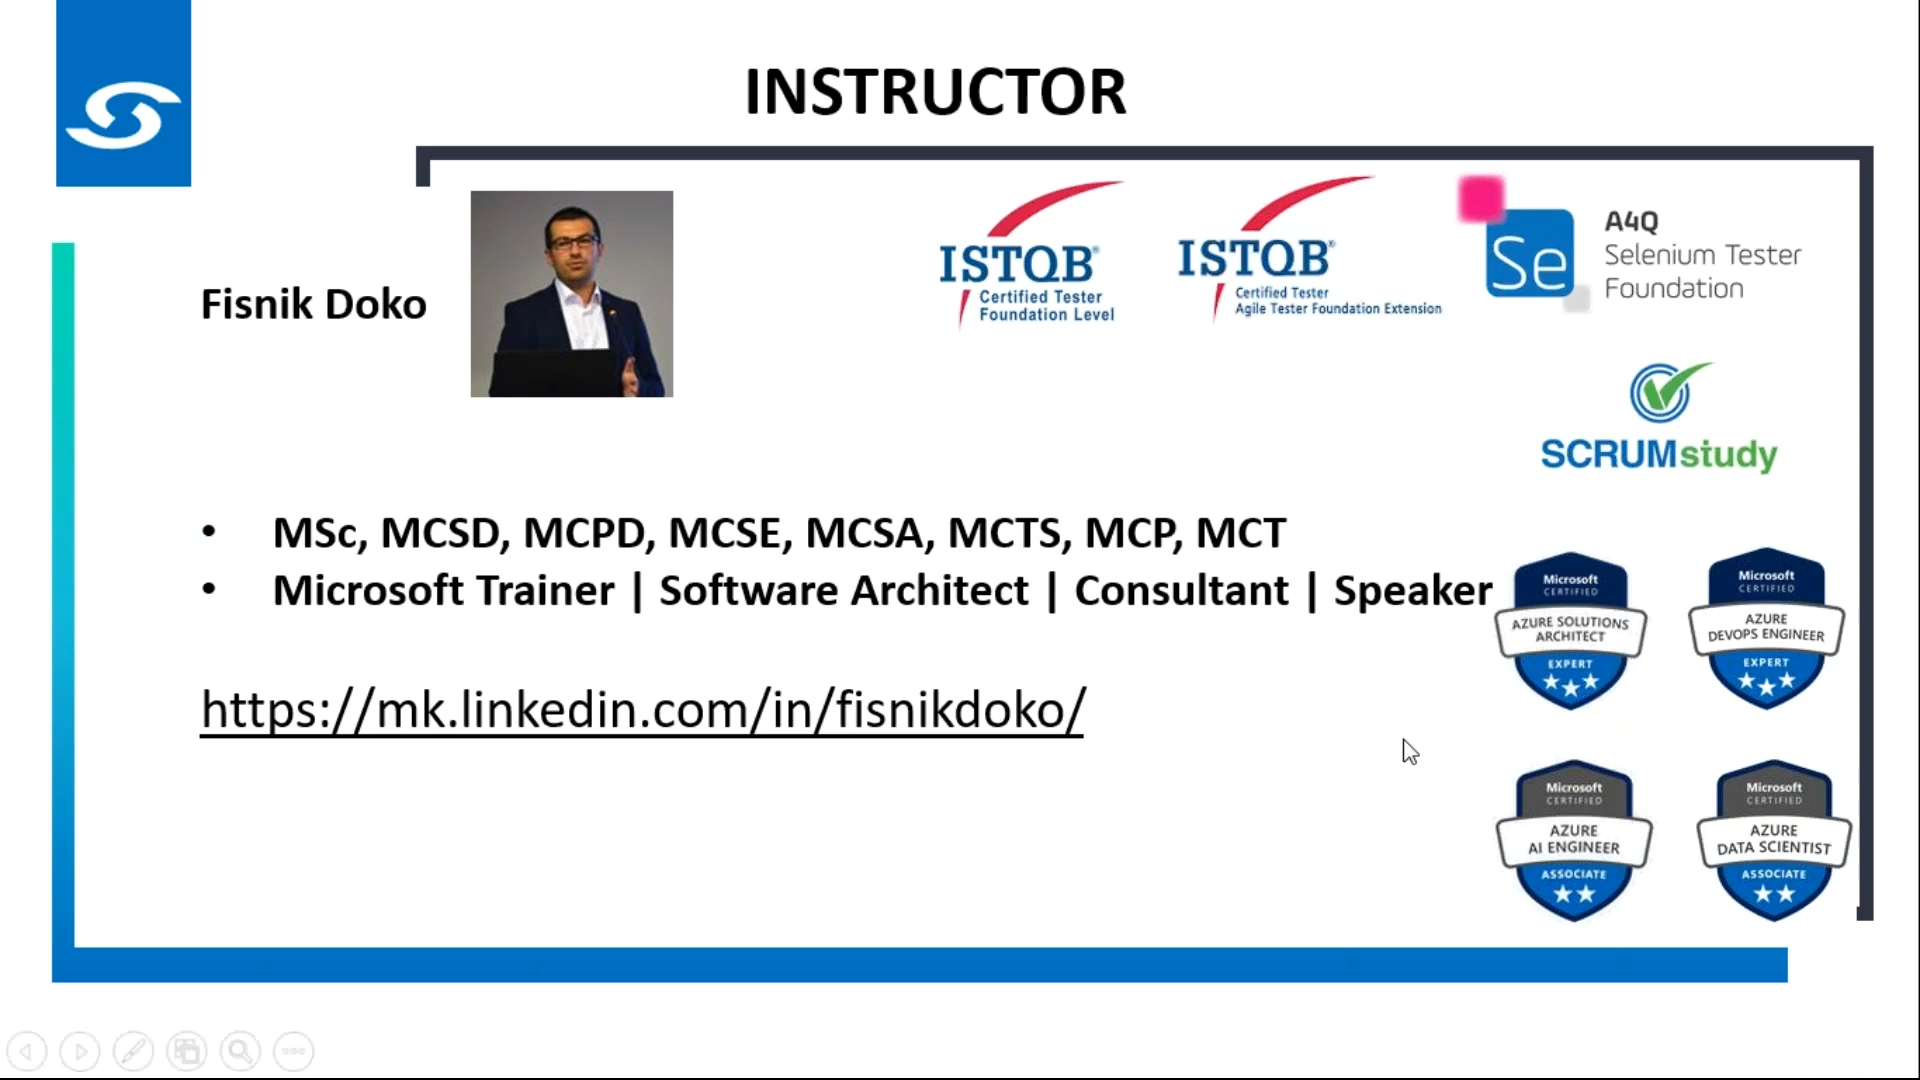 INSTRUCTOR
Fisnik Doko
ISTQB®
Certified Tester
Foundation Level
ISTQB®
Certified Tester
Agile Tester Foundation Extension
Se
A4Q
Selenium Tester
Foundation
SCRUMstudy
• MSc, MCSD, MCPD, MCSE, MCSA, MCTS, MCP, MCT
• Microsoft Trainer | Software Architect | Consultant | Speaker
https://mk.linkedin.com/in/fisnikdoko/
Microsoft
CERTIFIED
AZURE SOLUTIONS
ARCHITECT
EXPERT
Microsoft
CERTIFIED
AZURE
DEVOPS ENGINEER
EXPERT
Microsoft
CERTIFIED
AZURE
AI ENGINEER
ASSOCIATE
Microsoft
CERTIFIED
AZURE
DATA SCIENTIST
ASSOCIATE